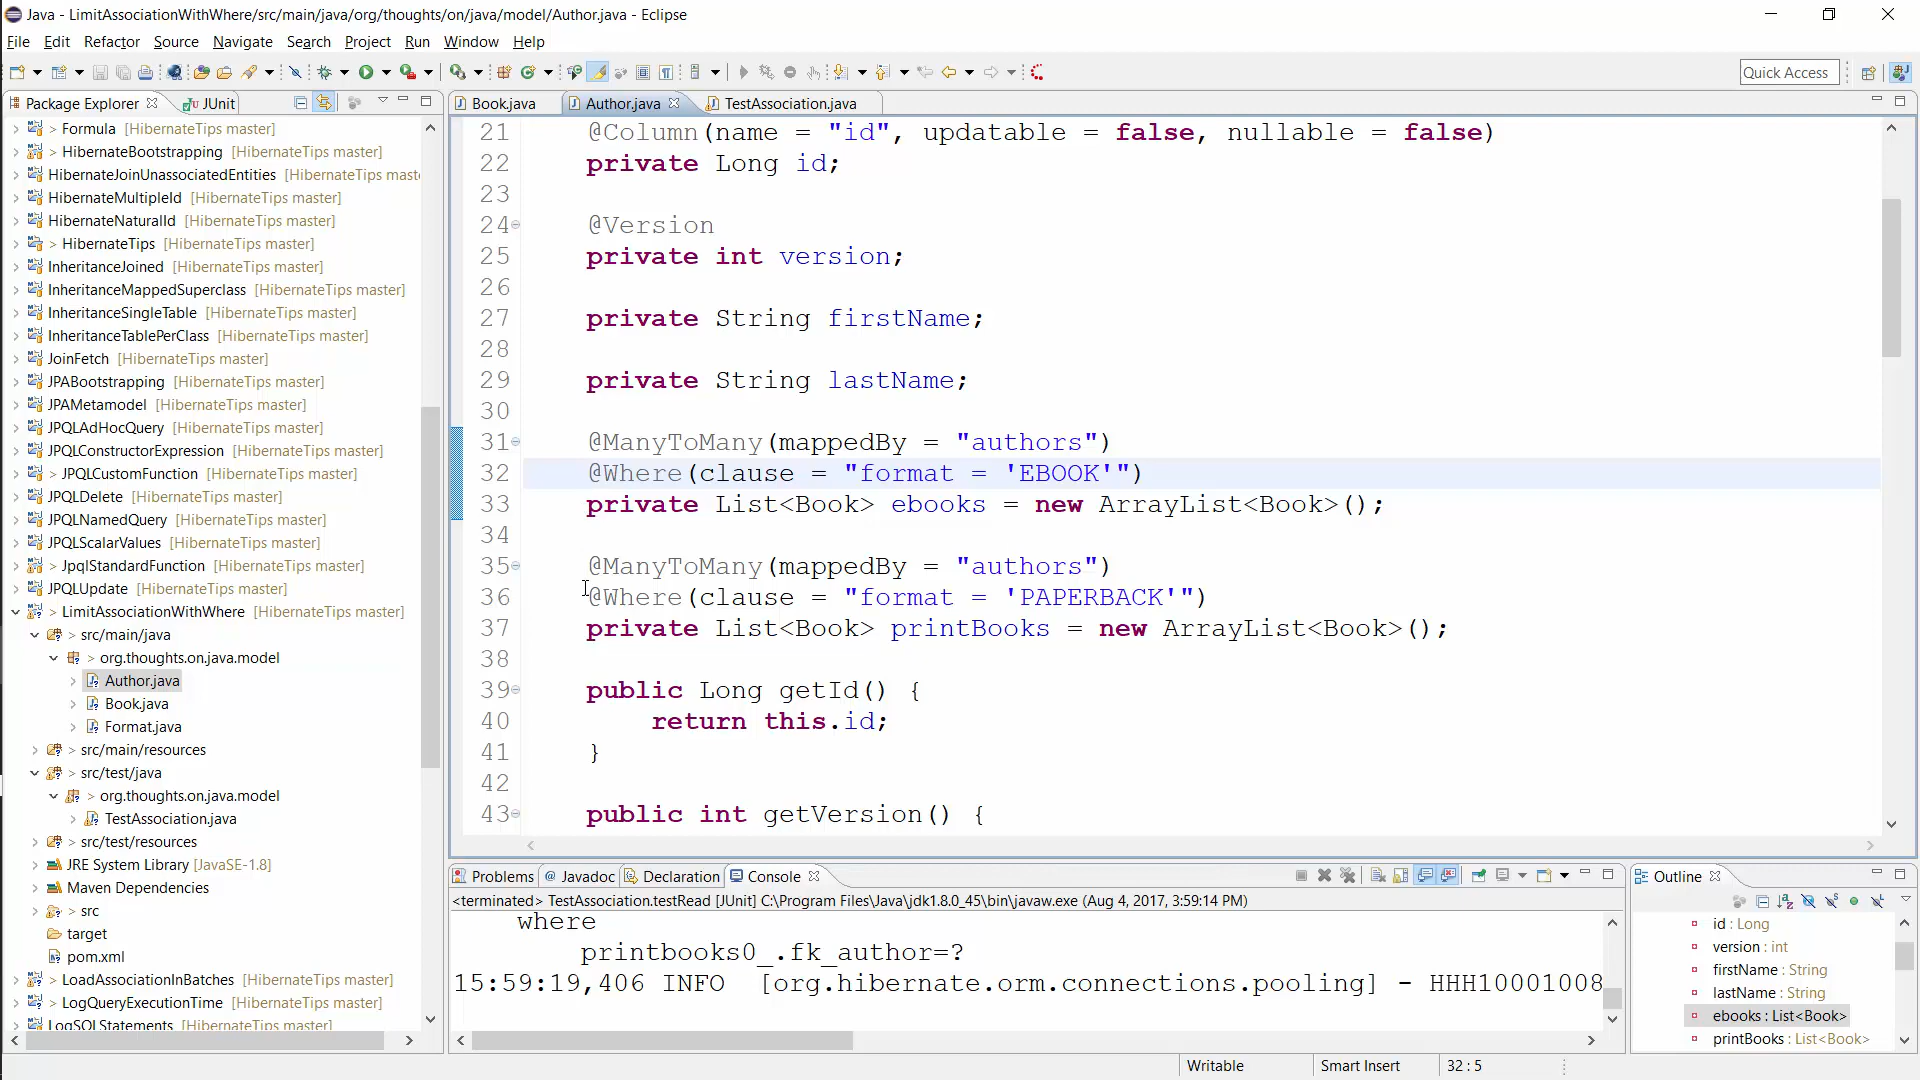 Java - LimitAssociationWithWhere/src/main/java/org/thoughts/on/java/model/Author.java - Eclipse
File Edit Refactor Source Navigate Search Project Run Window Help
Quick Access
Package Explorer
JUnit
Formula [HibernateTips master]
> HibernateBootstrapping [HibernateTips master]
HibernateJoinUnassociatedEntities [HibernateTips mast
HibernateMultipleId [HibernateTips master]
HibernateNaturalId [HibernateTips master]
> HibernateTips [HibernateTips master]
InheritanceJoined [HibernateTips master]
InheritanceMappedSuperclass [HibernateTips master]
InheritanceSingleTable [HibernateTips master]
InheritanceTablePerClass [HibernateTips master]
JoinFetch [HibernateTips master]
JPABootstrapping [HibernateTips master]
JPAMetamodel [HibernateTips master]
JPQLAdHocQuery [HibernateTips master]
JPQLConstructorExpression [HibernateTips master]
> JPQLCustomFunction [HibernateTips master]
JPQLDelete [HibernateTips master]
JPQLNamedQuery [HibernateTips master]
JPQLScalarValues [HibernateTips master]
> JpqlStandardFunction [HibernateTips master]
JPQLUpdate [HibernateTips master]
> LimitAssociationWithWhere [HibernateTips master]
> src/main/java
> org.thoughts.on.java.model
Author.java
Book.java
Format.java
> src/main/resources
> src/test/java
> org.thoughts.on.java.model
TestAssociation.java
> src/test/resources
JRE System Library [JavaSE-1.8]
Maven Dependencies
> src
target
pom.xml
> LoadAssociationInBatches [HibernateTips master]
> LogQueryExecutionTime [HibernateTips master]
LogSQLStatements [HibernateTips master]
Book.java
Author.java
TestAssociation.java
21 @Column(name = "id", updatable = false, nullable = false)
22 private Long id;
23
24 @Version
25 private int version;
26
27 private String firstName;
28
29 private String lastName;
30
31 @ManyToMany(mappedBy = "authors")
32 @Where(clause = "format = 'EBOOK'")
33 private List<Book> ebooks = new ArrayList<Book>();
34
35 @ManyToMany(mappedBy = "authors")
36 @Where(clause = "format = 'PAPERBACK'")
37 private List<Book> printBooks = new ArrayList<Book>();
38
39 public Long getId() {
40 return this.id;
41 }
42
43 public int getVersion() {
Problems
@ Javadoc
Declaration
Console
<terminated> TestAssociation.testRead [JUnit] C:\Program Files\Java\jdk1.8.0_45\bin\javaw.exe (Aug 4, 2017, 3:59:14 PM)
where
printbooks0_.fk_author=?
15:59:19,406 INFO [org.hibernate.orm.connections.pooling] - HHH10001008
Outline
id : Long
version : int
firstName : String
lastName : String
ebooks : List<Book>
printBooks : List<Book>
Writable
Smart Insert
32 : 5